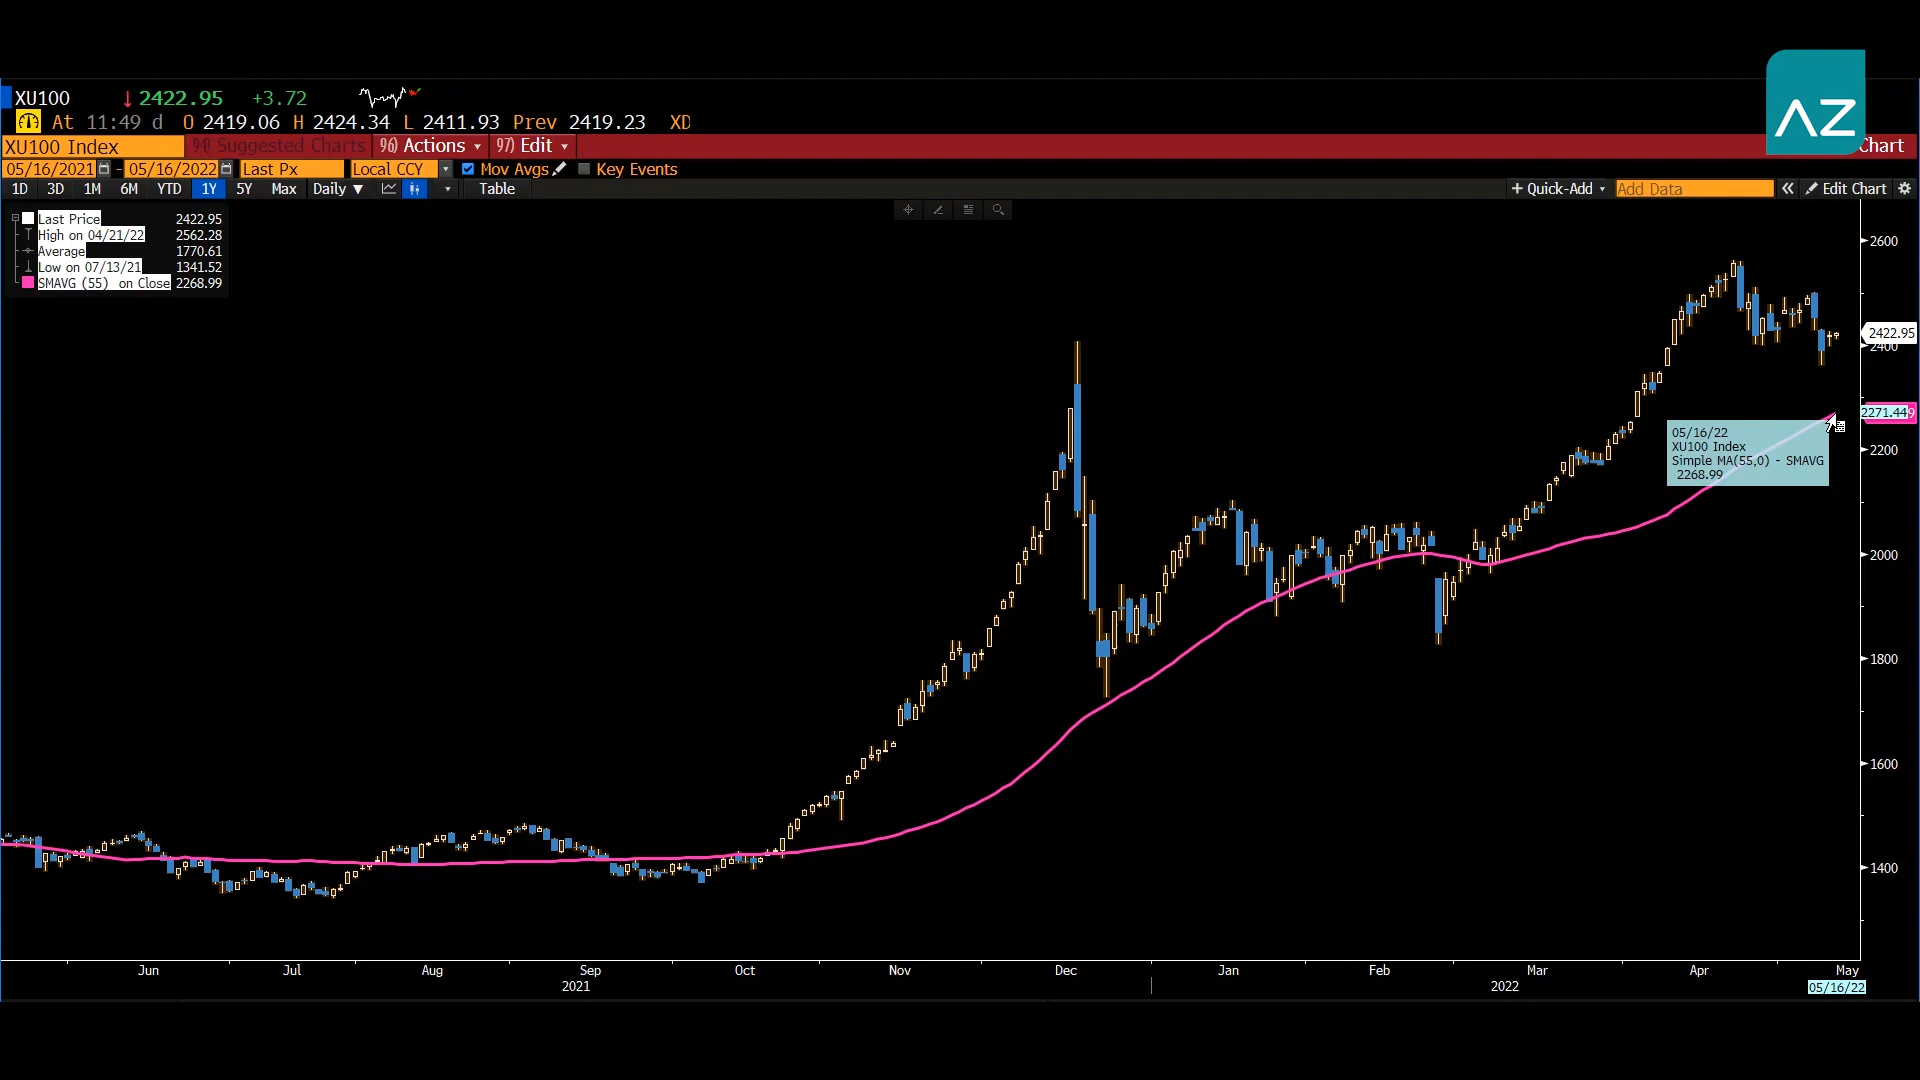 AZ
XU100 ↓2422.95 +3.72
At 11:49 d O 2419.06 H 2424.34 L 2411.93 Prev 2419.23 XD
XU100 Index 94) Suggested Charts 96) Actions 97) Edit Chart
05/16/2021 - 05/16/2022 Last Px Local CCY Mov Avgs Key Events
1D 3D 1M 6M YTD 1Y 5Y Max Daily ▼ Table + Quick-Add Add Data « Edit Chart
Last Price 2422.95
High on 04/21/22 2562.28
Average 1770.61
Low on 07/13/21 1341.52
SMAVG (55) on Close 2268.99
2600
2422.95
2400
2271.449
2200
2000
1800
1600
1400
05/16/22
XU100 Index
Simple MA(55,0) - SMAVG
2268.99
Jun Jul Aug Sep Oct Nov Dec Jan Feb Mar Apr May
2021 2022 05/16/22